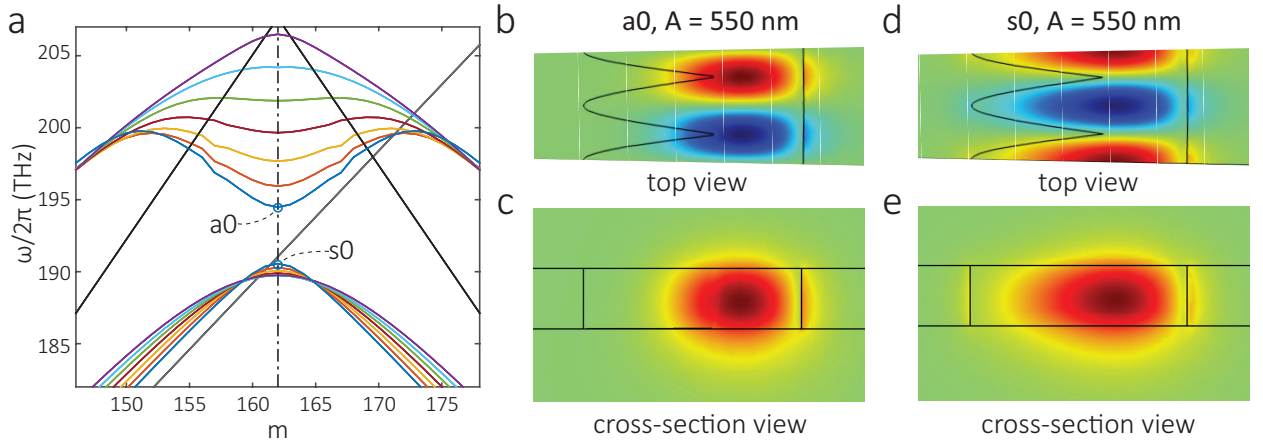 a
205
200
195
190
185
ω/2π (THz)
a0
s0
150
155
160
165
170
175
m
b
a0, A = 550 nm
top view
c
cross-section view
d
s0, A = 550 nm
top view
e
cross-section view